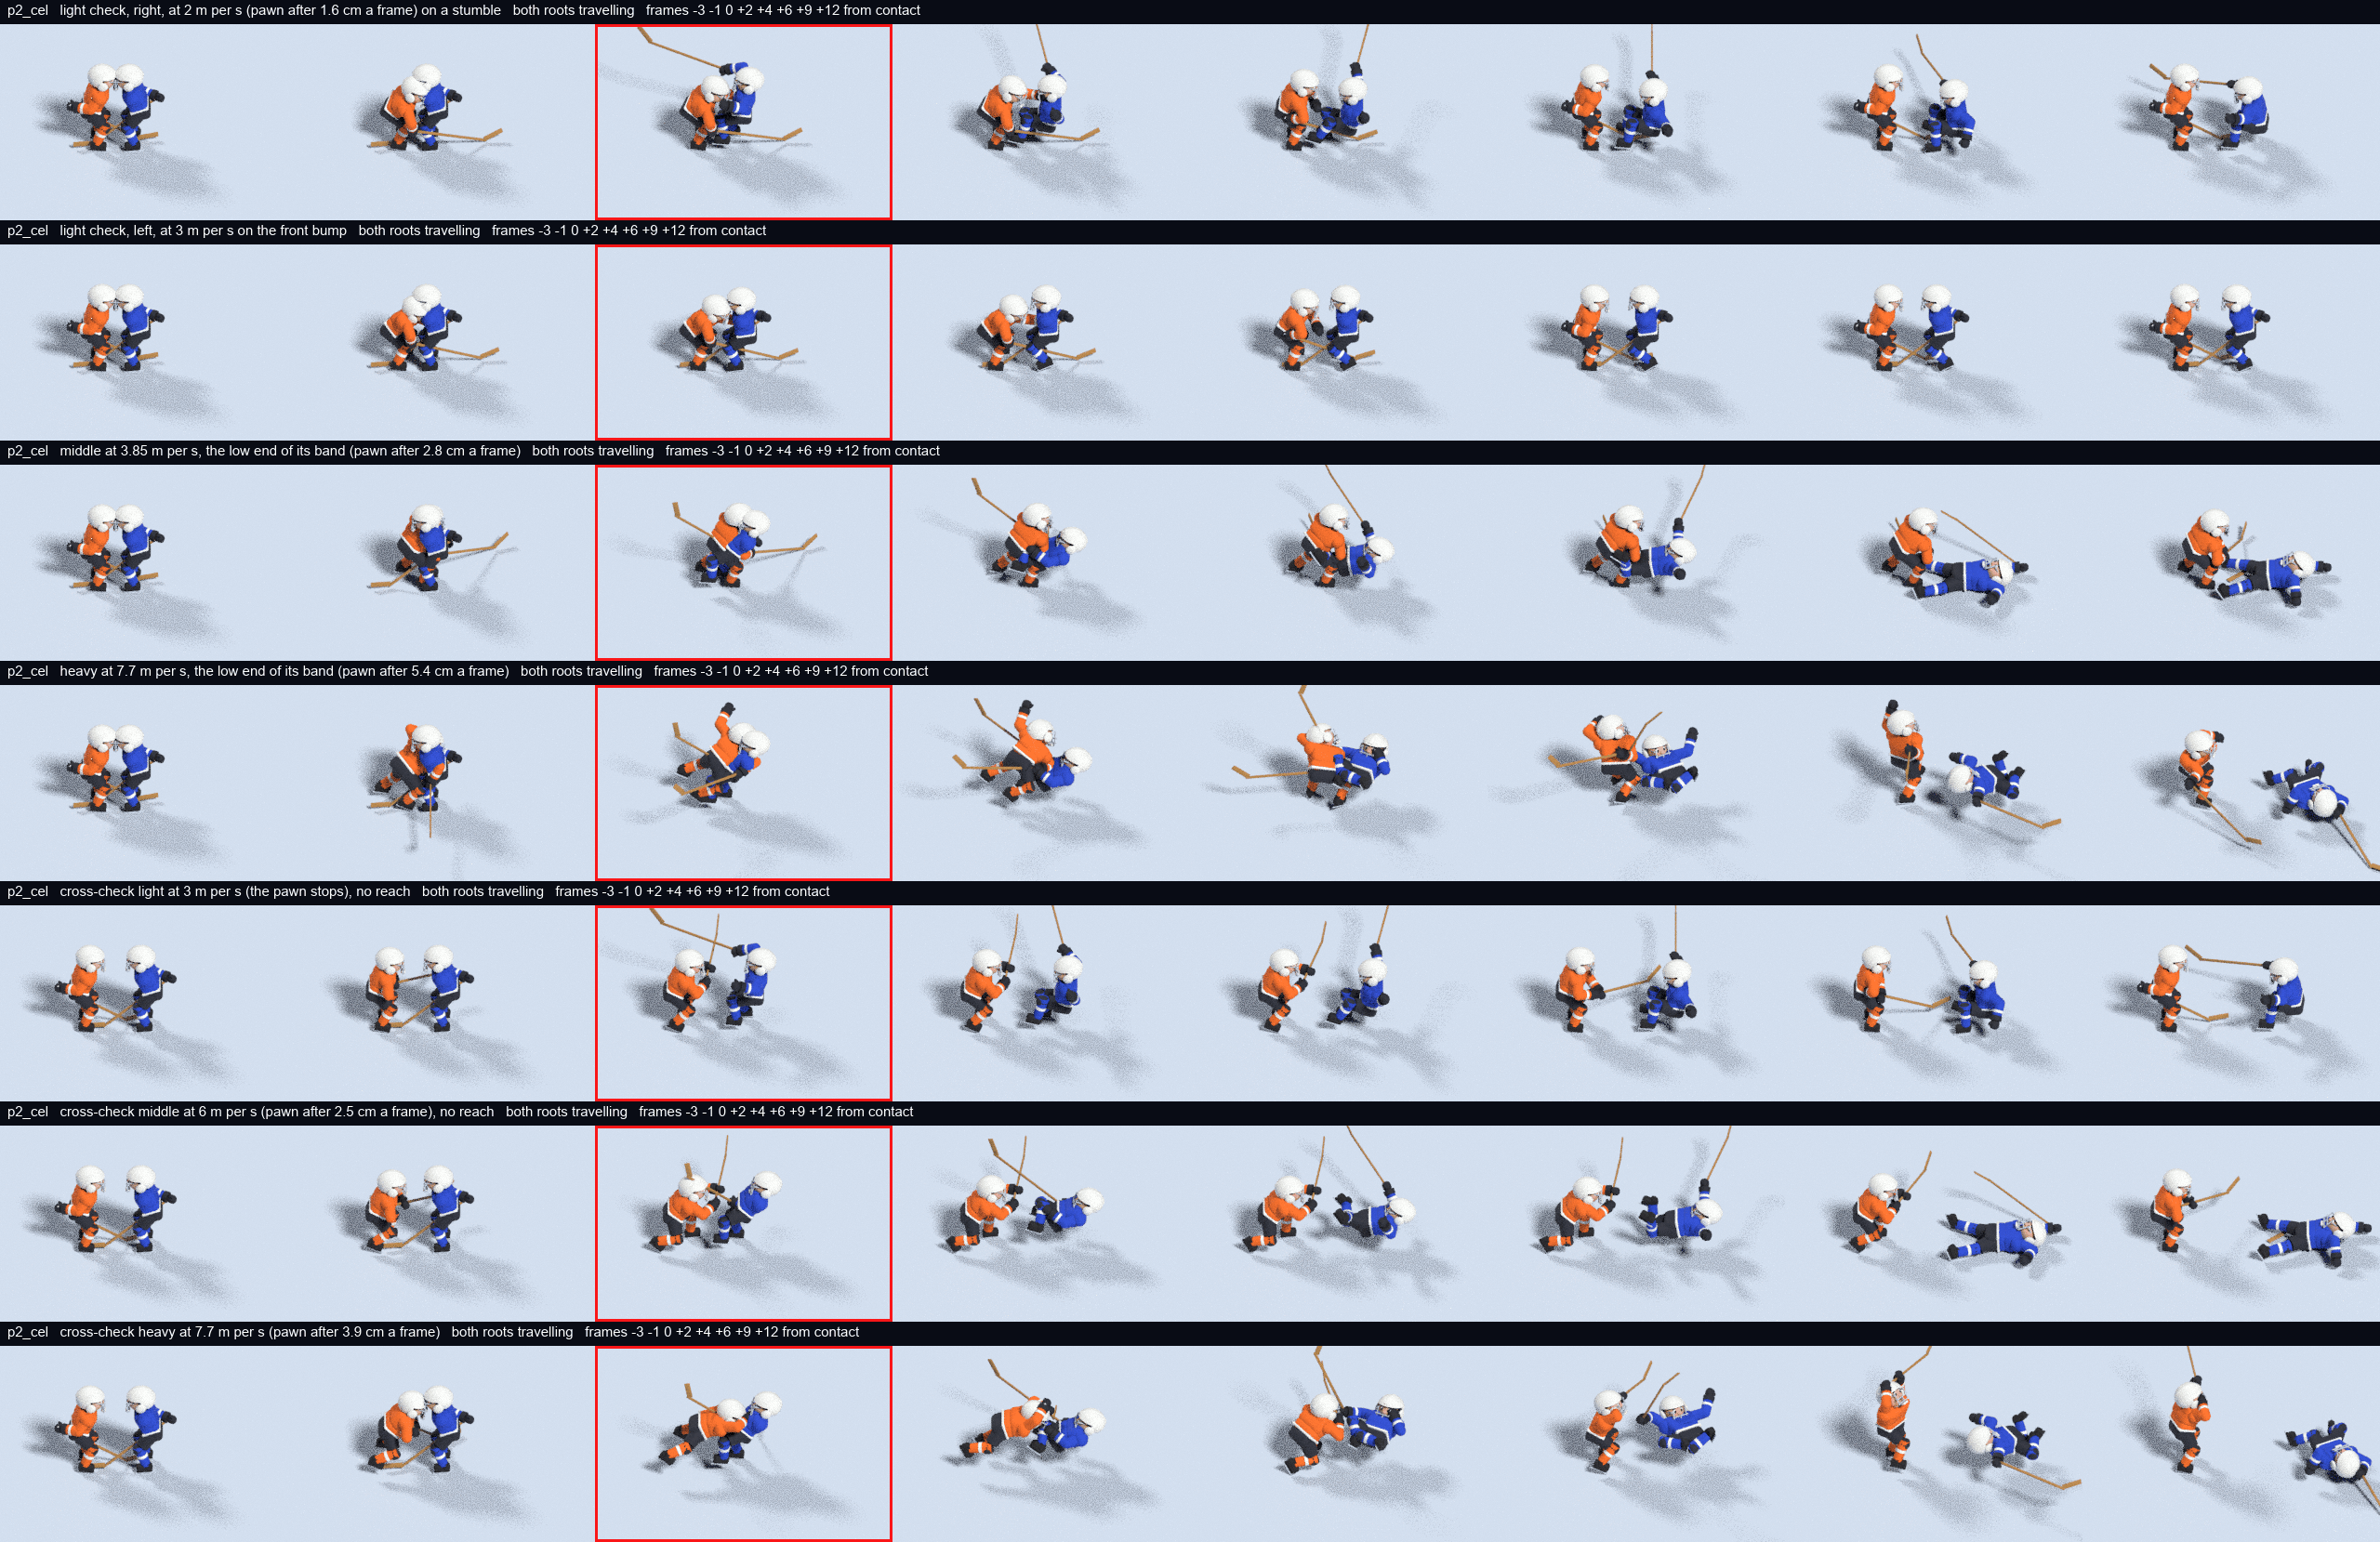 p2_cel light check, right, at 2 m per s (pawn after 1.6 cm a frame) on a stumble both roots travelling frames -3 -1 0 +2 +4 +6 +9 +12 from contact
p2_cel light check, left, at 3 m per s on the front bump both roots travelling frames -3 -1 0 +2 +4 +6 +9 +12 from contact
p2_cel middle at 3.85 m per s, the low end of its band (pawn after 2.8 cm a frame) both roots travelling frames -3 -1 0 +2 +4 +6 +9 +12 from contact
p2_cel heavy at 7.7 m per s, the low end of its band (pawn after 5.4 cm a frame) both roots travelling frames -3 -1 0 +2 +4 +6 +9 +12 from contact
p2_cel cross-check light at 3 m per s (the pawn stops), no reach both roots travelling frames -3 -1 0 +2 +4 +6 +9 +12 from contact
p2_cel cross-check middle at 6 m per s (pawn after 2.5 cm a frame), no reach both roots travelling frames -3 -1 0 +2 +4 +6 +9 +12 from contact
p2_cel cross-check heavy at 7.7 m per s (pawn after 3.9 cm a frame) both roots travelling frames -3 -1 0 +2 +4 +6 +9 +12 from contact